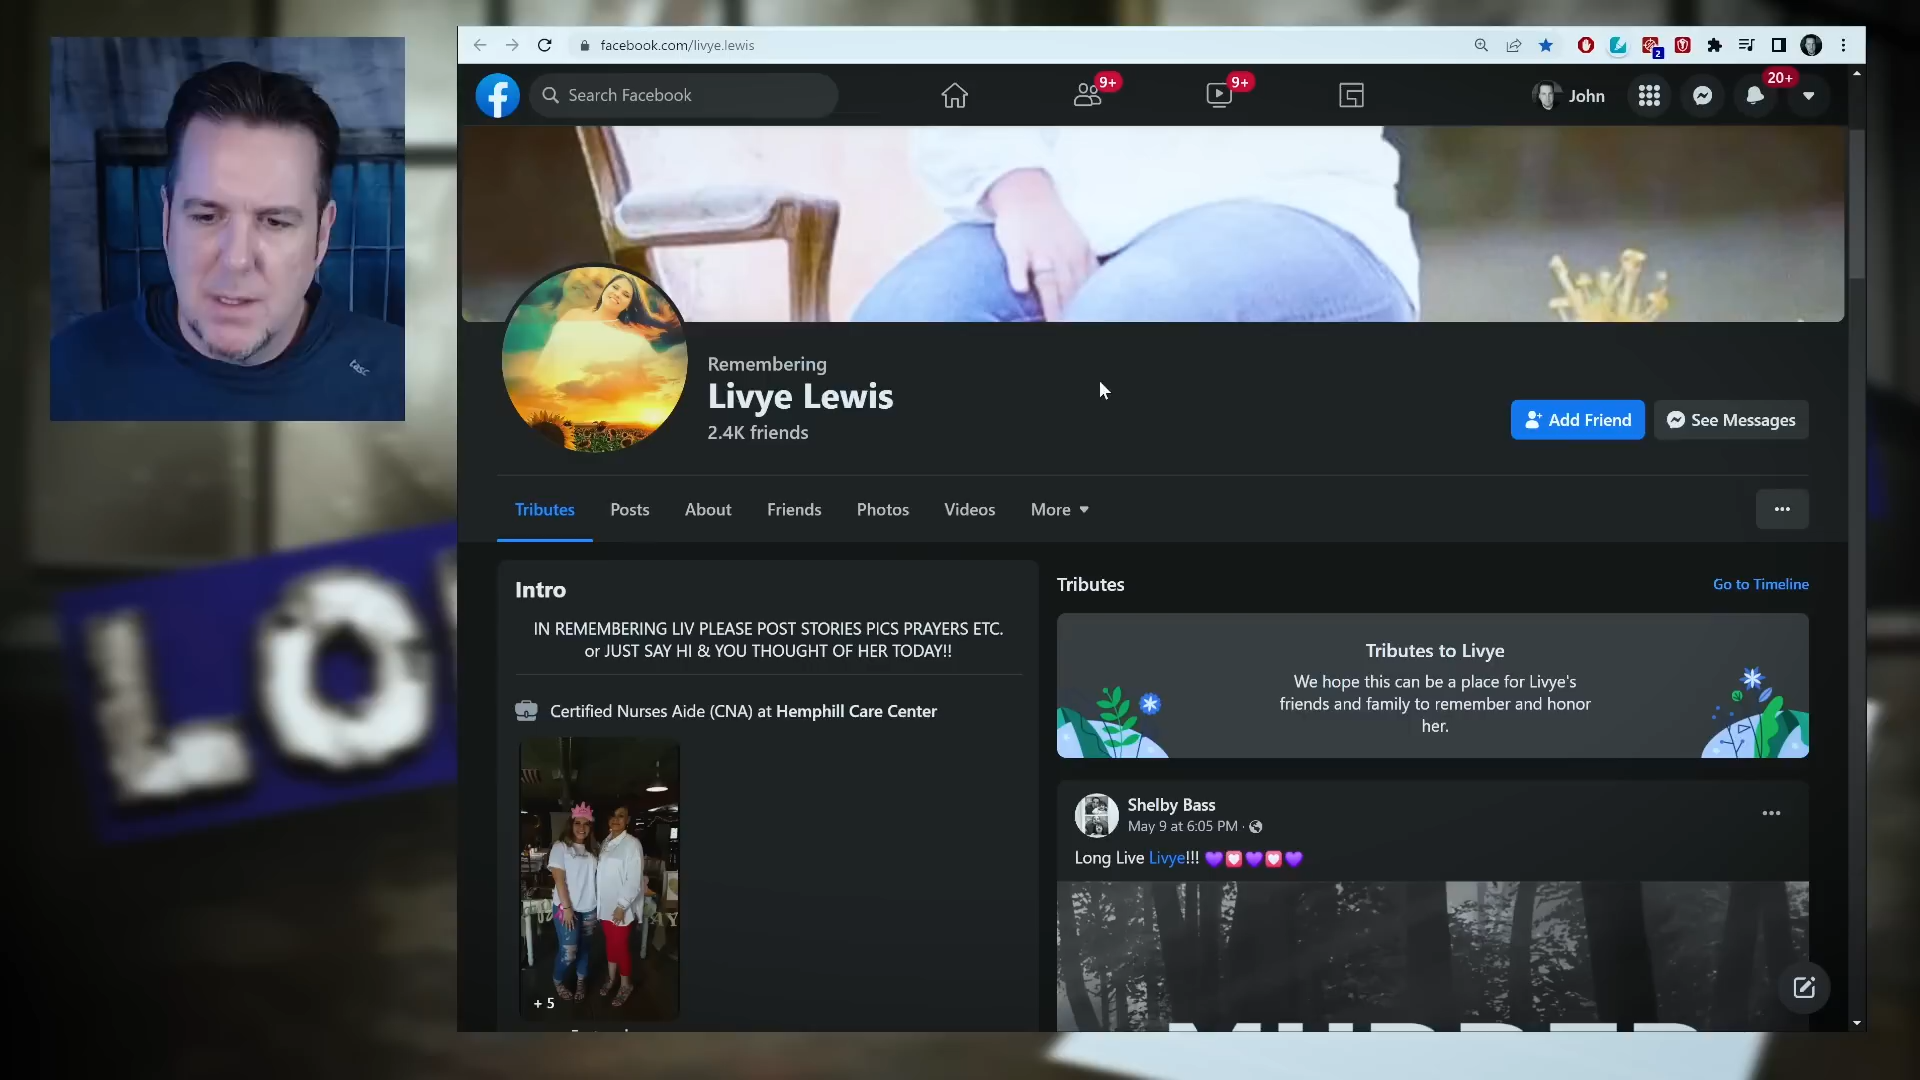 facebook.com/livye.lewis
2
Search Facebook
9+
9+
John
20+
tasc
Remembering
Livye Lewis
2.4K friends
Add Friend
See Messages
Tributes
Posts
About
Friends
Photos
Videos
More
Intro
IN REMEMBERING LIV PLEASE POST STORIES PICS PRAYERS ETC.
or JUST SAY HI & YOU THOUGHT OF HER TODAY!!
Certified Nurses Aide (CNA) at Hemphill Care Center
+ 5
Tributes
Go to Timeline
Tributes to Livye
We hope this can be a place for Livye's
friends and family to remember and honor
her.
Shelby Bass
May 9 at 6:05 PM ·
Long Live Livye!!! 💜💟💜💟💜
LO